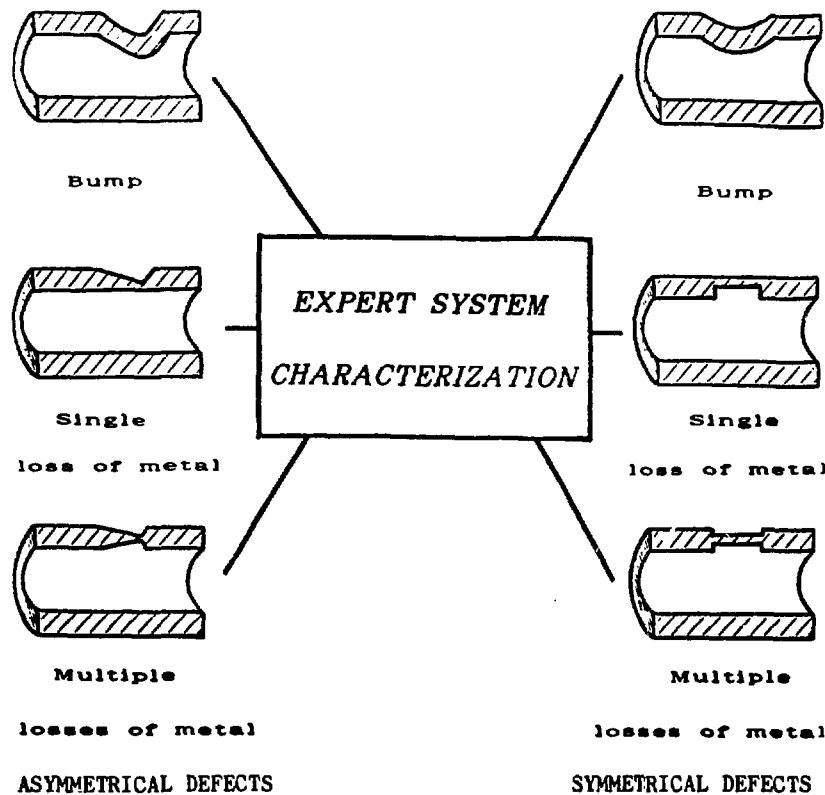 Bump
Bump
EXPERT SYSTEM
CHARACTERIZATION
Single
loss of metal
Single
loss of metal
Multiple
losses of metal
Multiple
losses of metal
ASYMMETRICAL DEFECTS
SYMMETRICAL DEFECTS